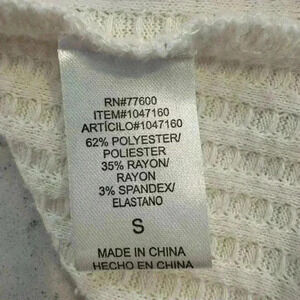 RN#77600
ITEM#1047160
ARTÍCILO#1047160
62% POLYESTER/
POLIESTER
35% RAYON/
RAYON
3% SPANDEX/
ELASTANO
S
MADE IN CHINA
HECHO EN CHINA